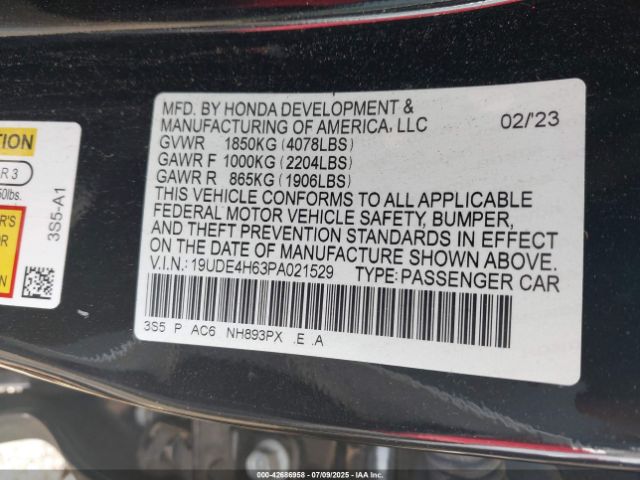 MFD. BY HONDA DEVELOPMENT &
MANUFACTURING OF AMERICA, LLC 02/'23
GVWR 1850KG (4078LBS)
GAWR F 1000KG (2204LBS)
GAWR R 865KG (1906LBS)
THIS VEHICLE CONFORMS TO ALL APPLICABLE
FEDERAL MOTOR VEHICLE SAFETY, BUMPER,
AND THEFT PREVENTION STANDARDS IN EFFECT
ON THE DATE OF MANUFACTURE SHOWN ABOVE.
V.I.N.: 19UDE4H63PA021529 TYPE: PASSENGER CAR
3S5 P AC6 NH893PX .E .A
R 3
3S5-A1
000-42686958 - 07/09/2025 - IAA Inc.